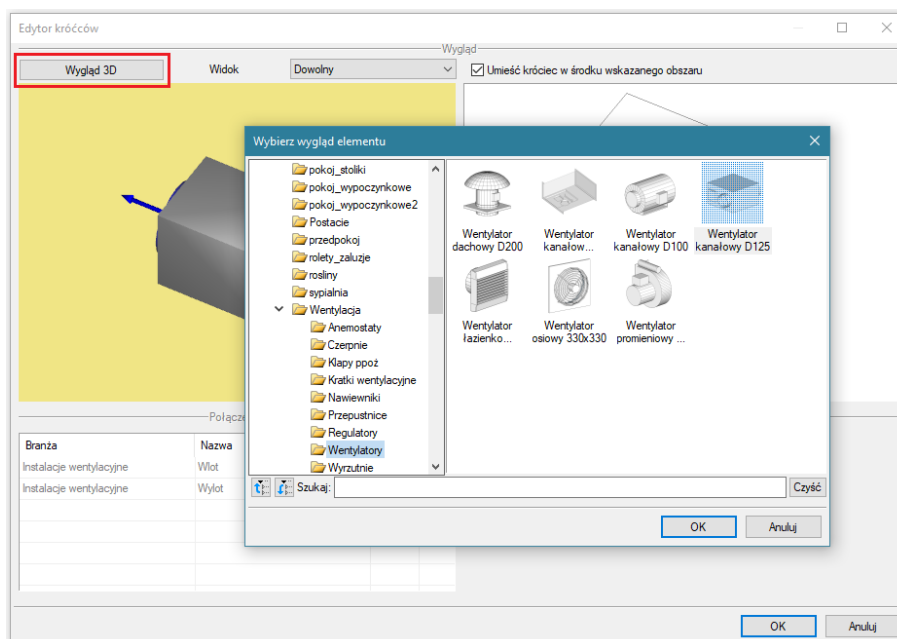 Edytor króćców
Wygląd
Wygląd 3D
Widok
Dowolny
Umieść króciec w środku wskazanego obszaru
Wybierz wygląd elementu
pokoj_stoliki
pokoj_wypoczynkowe
pokoj_wypoczynkowe2
Postacie
przedpokoj
rolety_zaluzje
rosliny
sypialnia
Wentylacja
Anemostaty
Czerpnie
Klapy ppoż
Kratki wentylacyjne
Nawiewniki
Przepustnice
Regulatory
Wentylatory
Wyrzutnie
Wentylator
dachowy D200
Wentylator
kanałow...
Wentylator
kanałowy D100
Wentylator
kanałowy D125
Wentylator
łazienko...
Wentylator
osiowy 330x330
Wentylator
promieniowy ...
Szukaj:
Czyść
OK
Anuluj
Połącze
Branża
Nazwa
Instalacje wentylacyjne
Wlot
Instalacje wentylacyjne
Wylot
OK
Anuluj